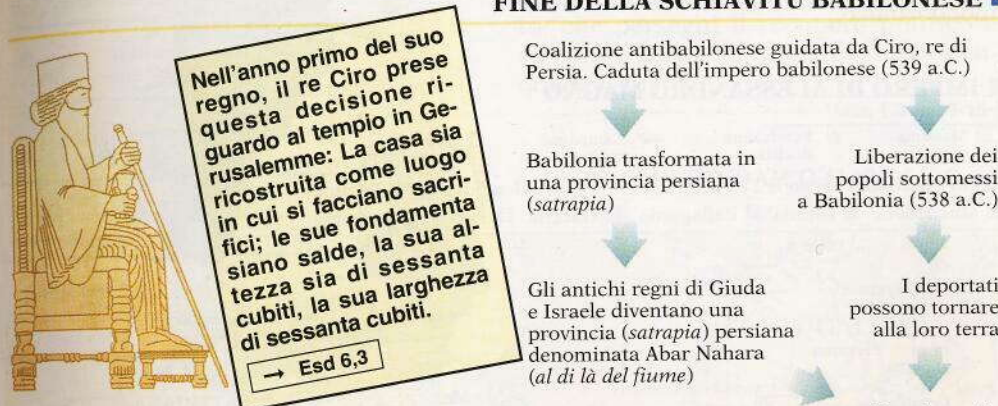 FINE DELLA SCHIAVITÙ BABILONESE
Nell'anno primo del suo
regno, il re Ciro prese
questa decisione ri-
guardo al tempio in Ge-
rusalemme: La casa sia
ricostruita come luogo
in cui si facciano sacri-
fici; le sue fondamenta
siano salde, la sua al-
tezza sia di sessanta
cubiti, la sua larghezza
di sessanta cubiti.
→ Esd 6,3
Coalizione antibabilonese guidata da Ciro, re di
Persia. Caduta dell'impero babilonese (539 a.C.)
Babilonia trasformata in
una provincia persiana
(satrapia)
Liberazione dei
popoli sottomessi
a Babilonia (538 a.C.)
Gli antichi regni di Giuda
e Israele diventano una
provincia (satrapia) persiana
denominata Abar Nahara
(al di là del fiume)
I deportati
possono tornare
alla loro terra